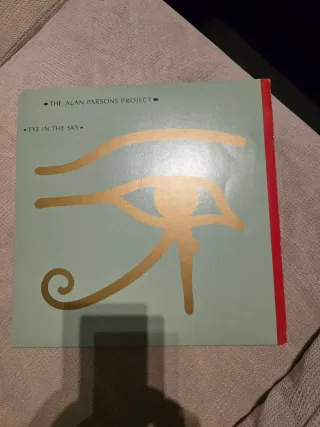 THE ALAN PARSONS PROJECT
EYE IN THE SKY